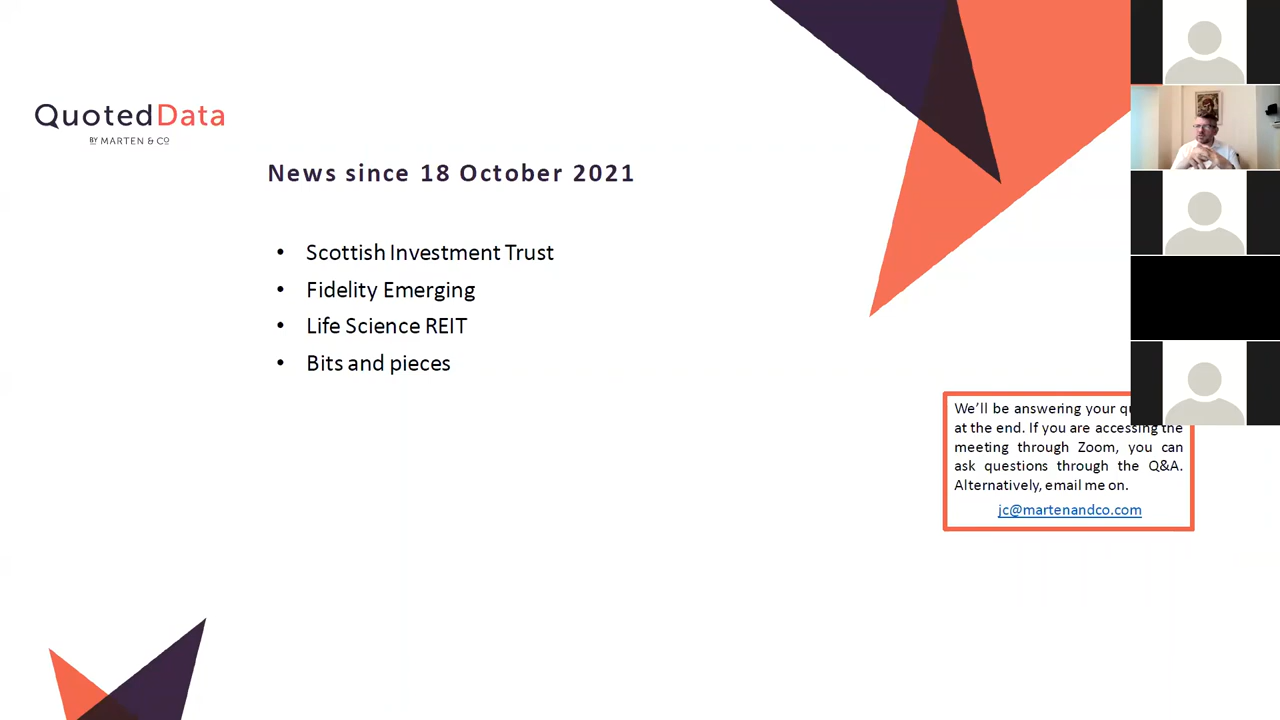 QuotedData
BY MARTEN & CO
News since 18 October 2021
• Scottish Investment Trust
• Fidelity Emerging
• Life Science REIT
• Bits and pieces
We'll be answering your
at the end. If you are accessing the
meeting through Zoom, you can
ask questions through the Q&A.
Alternatively, email me on.
jc@martenandco.com